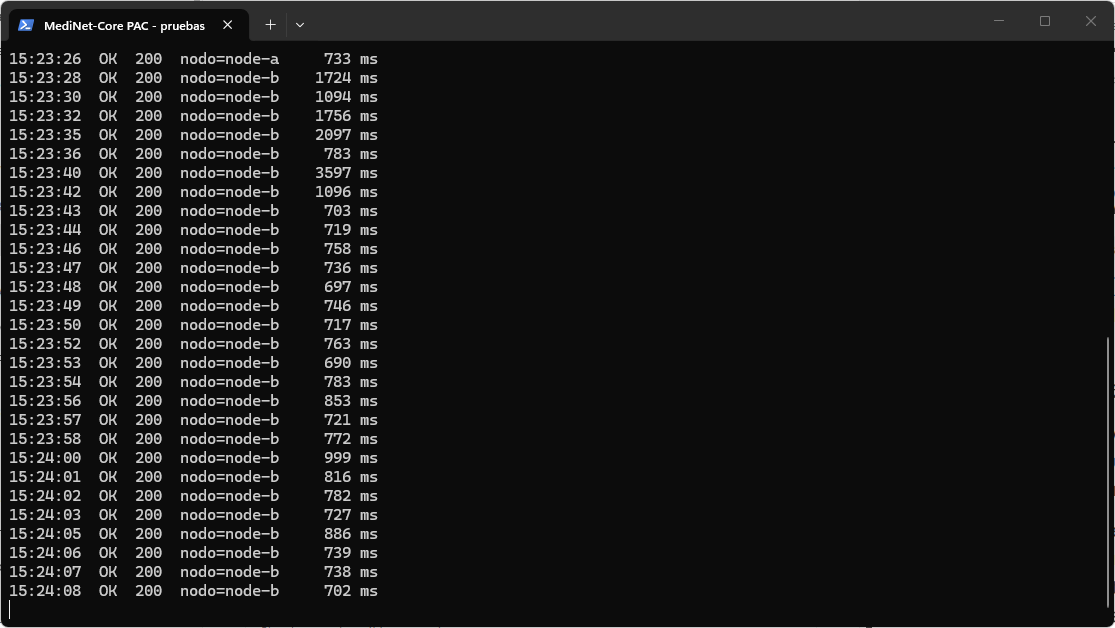 MediNet-Core PAC - pruebas
15:23:26 OK 200 nodo=node-a 733 ms
15:23:28 OK 200 nodo=node-b 1724 ms
15:23:30 OK 200 nodo=node-b 1094 ms
15:23:32 OK 200 nodo=node-b 1756 ms
15:23:35 OK 200 nodo=node-b 2097 ms
15:23:36 OK 200 nodo=node-b 783 ms
15:23:40 OK 200 nodo=node-b 3597 ms
15:23:42 OK 200 nodo=node-b 1096 ms
15:23:43 OK 200 nodo=node-b 703 ms
15:23:44 OK 200 nodo=node-b 719 ms
15:23:46 OK 200 nodo=node-b 758 ms
15:23:47 OK 200 nodo=node-b 736 ms
15:23:48 OK 200 nodo=node-b 697 ms
15:23:49 OK 200 nodo=node-b 746 ms
15:23:50 OK 200 nodo=node-b 717 ms
15:23:52 OK 200 nodo=node-b 763 ms
15:23:53 OK 200 nodo=node-b 690 ms
15:23:54 OK 200 nodo=node-b 783 ms
15:23:56 OK 200 nodo=node-b 853 ms
15:23:57 OK 200 nodo=node-b 721 ms
15:23:58 OK 200 nodo=node-b 772 ms
15:24:00 OK 200 nodo=node-b 999 ms
15:24:01 OK 200 nodo=node-b 816 ms
15:24:02 OK 200 nodo=node-b 782 ms
15:24:03 OK 200 nodo=node-b 727 ms
15:24:05 OK 200 nodo=node-b 886 ms
15:24:06 OK 200 nodo=node-b 739 ms
15:24:07 OK 200 nodo=node-b 738 ms
15:24:08 OK 200 nodo=node-b 702 ms